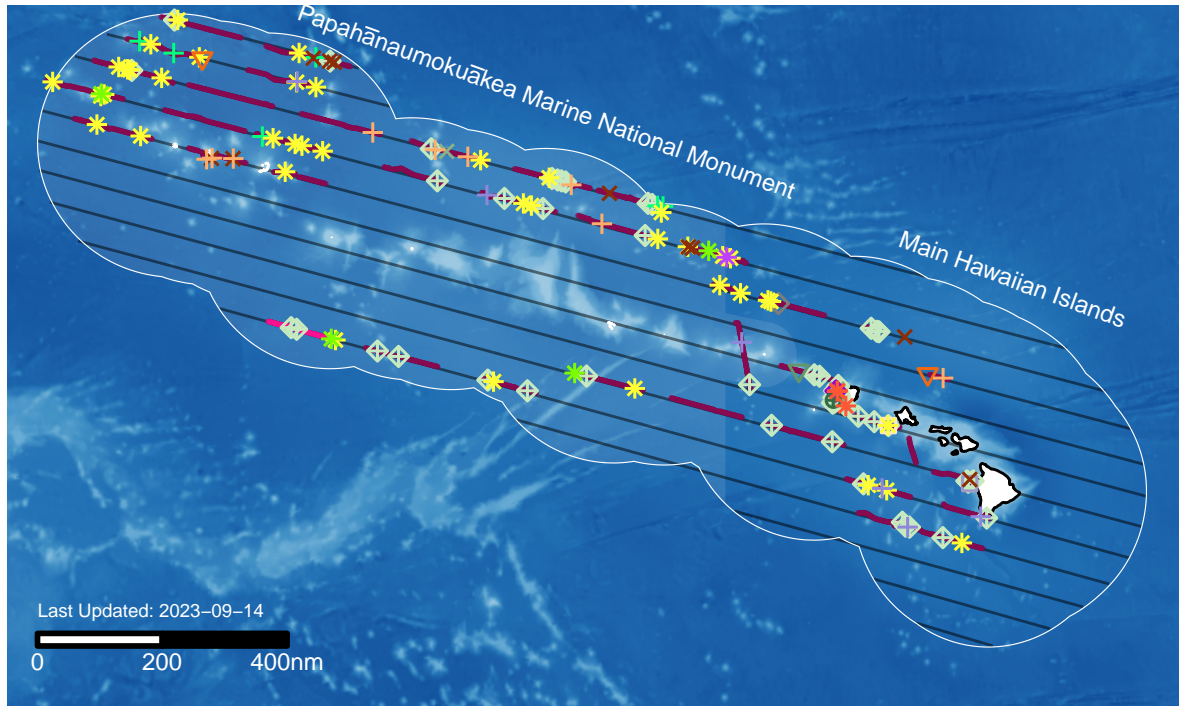 Papahānaumokuākea Marine National Monument
Main Hawaiian Islands
Last Updated: 2023−09−14
0 200 400nm